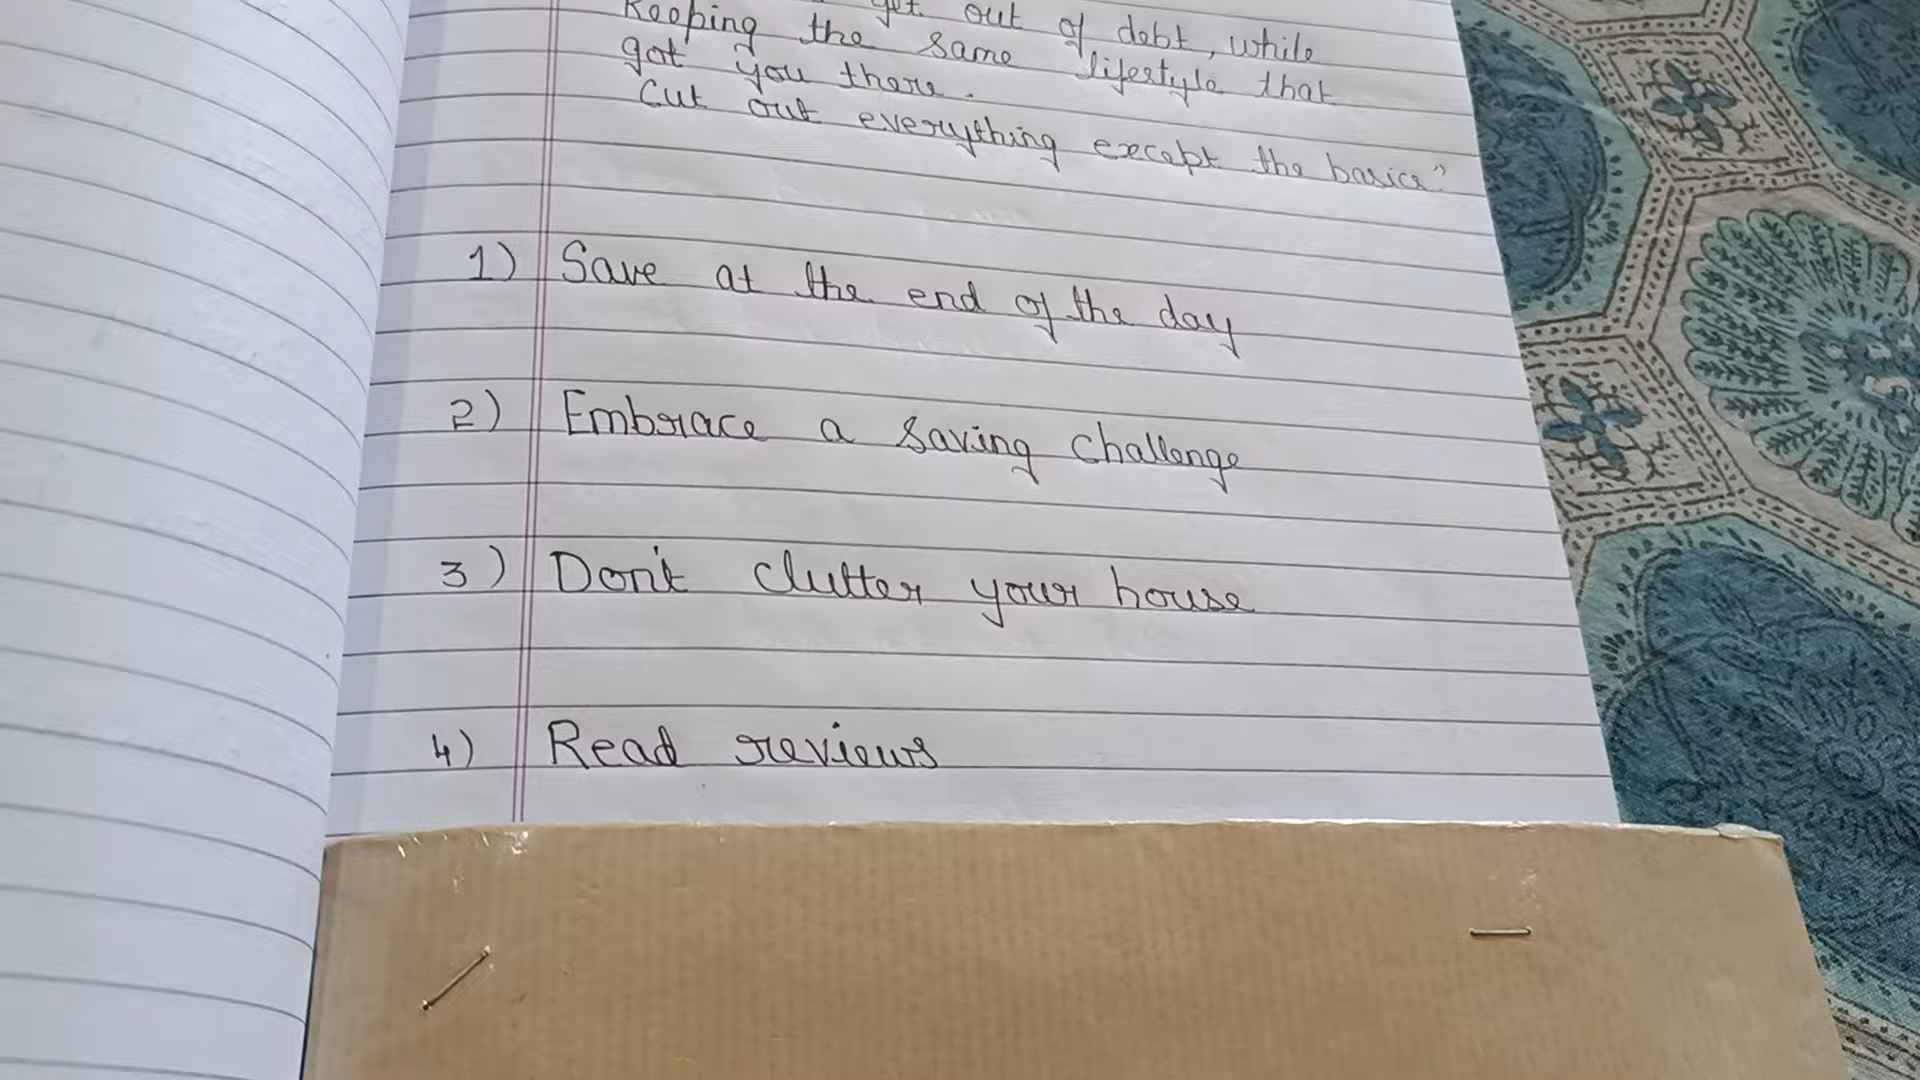 get out of debt, while
Keeping the same lifestyle that
got you there.
Cut out everything except the basics"
1) Save at the end of the day
2) Embrace a saving challenge
3) Don't clutter your house
4) Read reviews